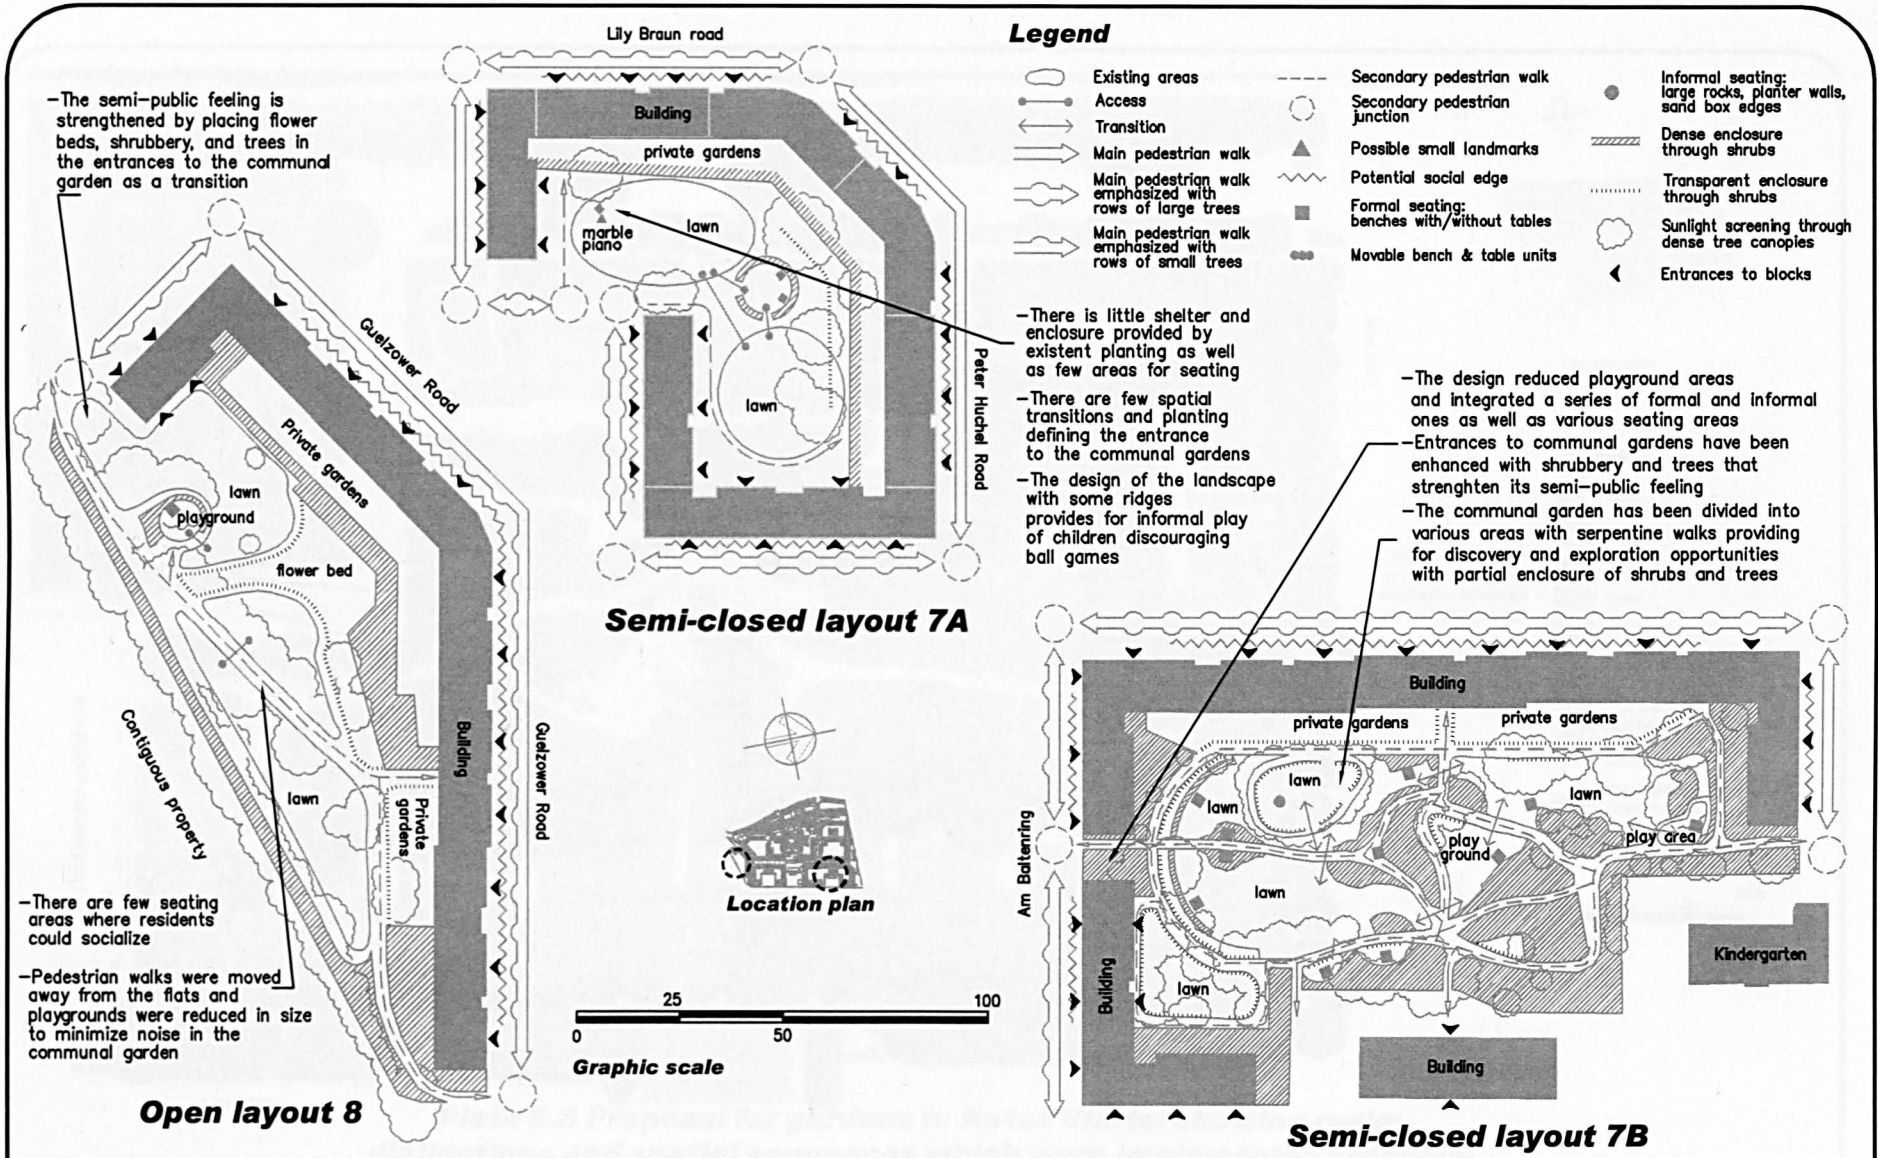 Lily Braun road
Legend
Existing areas
Access
Transition
Main pedestrian walk
Main pedestrian walk
emphasized with
rows of large trees
Main pedestrian walk
emphasized with
rows of small trees
Secondary pedestrian walk
Secondary pedestrian
junction
Possible small landmarks
Potential social edge
Formal seating:
benches with/without tables
Movable bench & table units
Informal seating:
large rocks, planter walls,
sand box edges
Dense enclosure
through shrubs
Transparent enclosure
through shrubs
Sunlight screening through
dense tree canopies
Entrances to blocks
-The semi-public feeling is
strengthened by placing flower
beds, shrubbery, and trees in
the entrances to the communal
garden as a transition
Building
private gardens
lawn
marble
piano
lawn
Peter Huchel Road
-There is little shelter and
enclosure provided by
existent planting as well
as few areas for seating
-There are few spatial
transitions and planting
defining the entrance
to the communal gardens
-The design of the landscape
with some ridges
provides for informal play
of children discouraging
ball games
Semi-closed layout 7A
-The design reduced playground areas
and integrated a series of formal and informal
ones as well as various seating areas
-Entrances to communal gardens have been
enhanced with shrubbery and trees that
strenghten its semi-public feeling
-The communal garden has been divided into
various areas with serpentine walks providing
for discovery and exploration opportunities
with partial enclosure of shrubs and trees
Guelzower Road
Private gardens
lawn
playground
flower bed
Contiguous property
lawn
Private
gardens
Building
Guelzower Road
-There are few seating
areas where residents
could socialize
-Pedestrian walks were moved
away from the flats and
playgrounds were reduced in size
to minimize noise in the
communal garden
Open layout 8
Location plan
25
100
0
50
Graphic scale
Building
private gardens
private gardens
lawn
lawn
lawn
play
ground
play area
lawn
lawn
Am Baltenring
Building
Kindergarten
Building
Semi-closed layout 7B